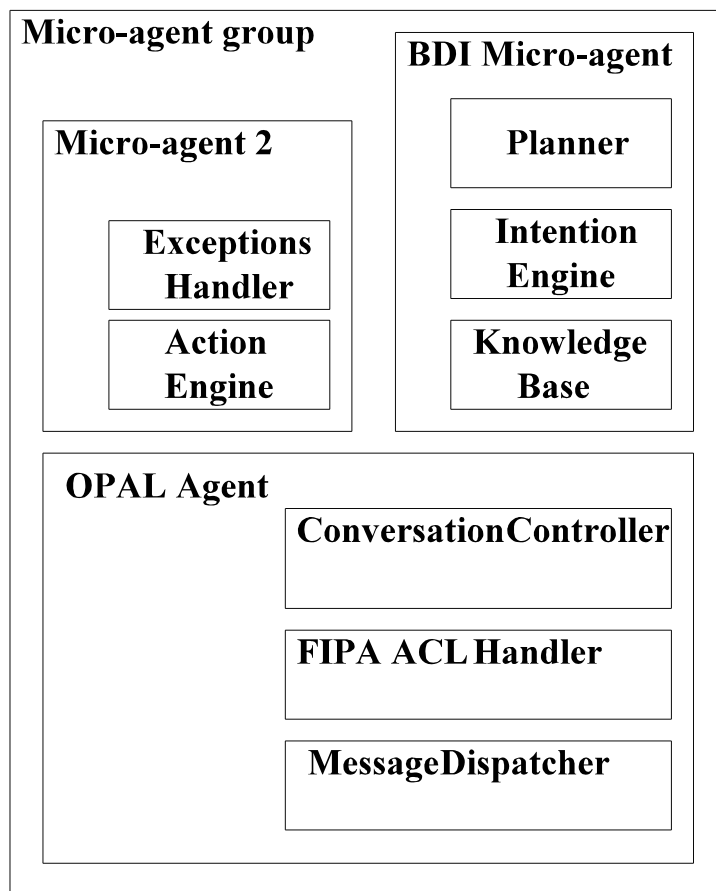 Micro-agent group
Micro-agent 2
Exceptions
Handler
Action
Engine
BDI Micro-agent
Planner
Intention
Engine
Knowledge
Base
OPAL Agent
ConversationController
FIPA ACL Handler
MessageDispatcher